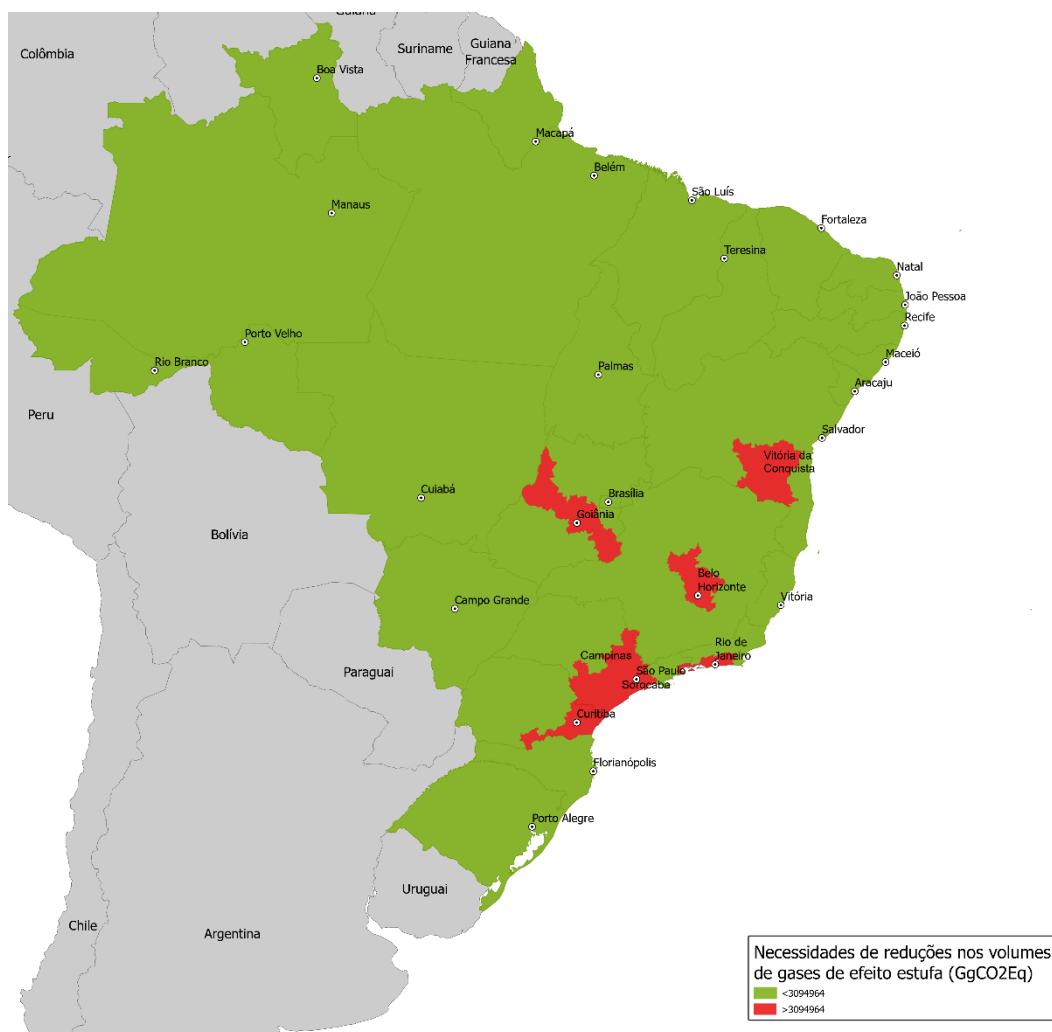 Guiana
Colômbia
Suriname
Guiana
Francesa
Boa Vista
Macapá
Belém
São Luís
Manaus
Fortaleza
Teresina
Natal
João Pessoa
Recife
Porto Velho
Rio Branco
Palmas
Maceió
Aracaju
Peru
Salvador
Vitória da
Conquista
Cuiabá
Brasília
Goiânia
Bolívia
Belo
Horizonte
Campo Grande
Vitória
Rio de
Janeiro
Campinas
São Paulo
Sorocaba
Paraguai
Curitiba
Florianópolis
Porto Alegre
Uruguai
Chile
Argentina
Necessidades de reduções nos volumes
de gases de efeito estufa (GgCO2Eq)
<3094964
>3094964